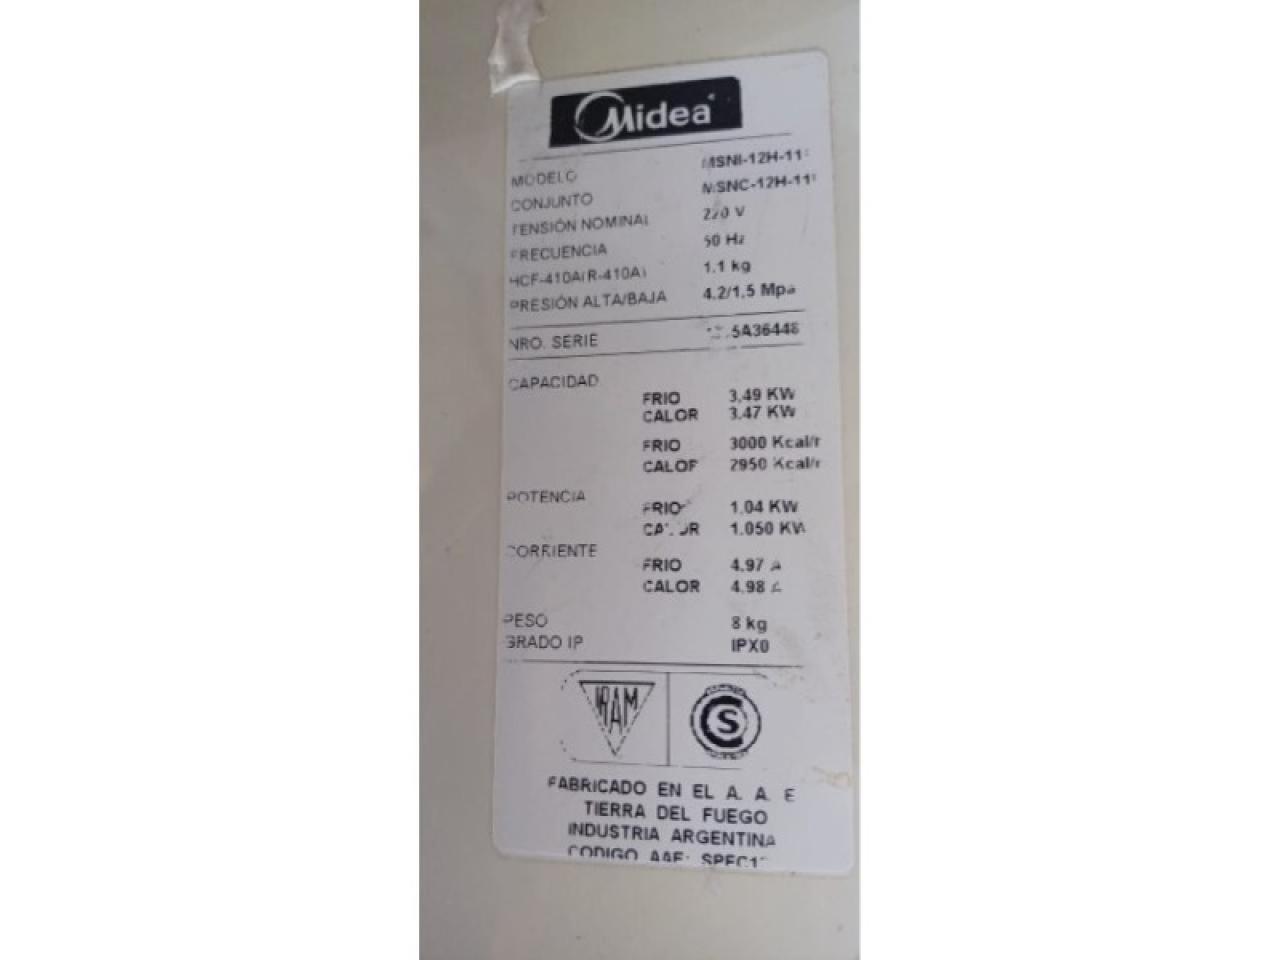 Midea
MODELO MSNI-12H-11
CONJUNTO MSNC-12H-11
TENSIÓN NOMINAL 220 V
FRECUENCIA 50 Hz
HCF-410A(R-410A) 1.1 kg
PRESIÓN ALTA/BAJA 4.2/1,5 Mpa
NRO. SERIE 5A36448
CAPACIDAD
FRIO 3,49 KW
CALOR 3.47 KW
FRIO 3000 Kcal/
CALOR 2950 Kcal/
POTENCIA
FRIO 1,04 KW
CALOR 1.050 KW
CORRIENTE
FRIO 4.97 A
CALOR 4.98 A
PESO 8 kg
GRADO IP IPX0
IRAM
S
FABRICADO EN EL A. A. E
TIERRA DEL FUEGO
INDUSTRIA ARGENTINA
CODIGO AAE: SPEC1